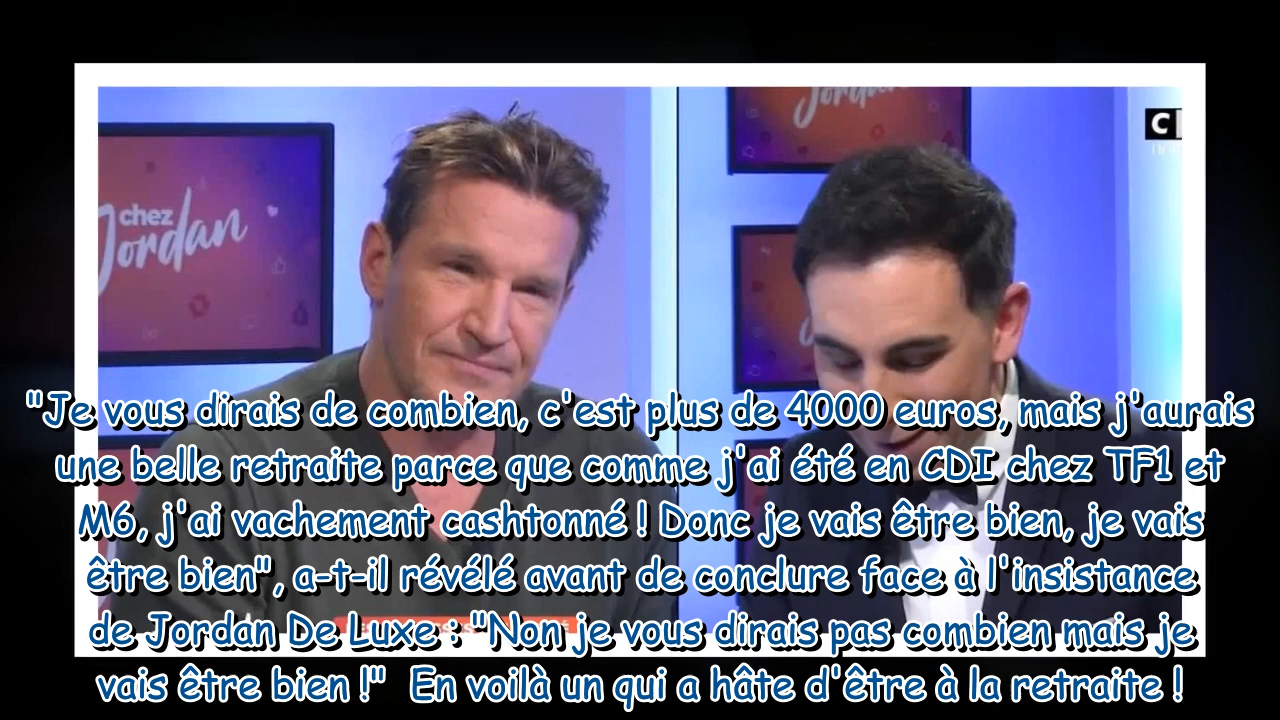 chez
Jordan
Jordan
"Je vous dirais de combien, c'est plus de 4000 euros, mais j'aurais
une belle retraite parce que comme j'ai été en CDI chez TF1 et
M6, j'ai vachement cashtonné ! Donc je vais être bien, je vais
être bien", a-t-il révélé avant de conclure face à l'insistance
de Jordan De Luxe : "Non je vous dirais pas combien mais je
vais être bien !"  En voilà un qui a hâte d'être à la retraite !